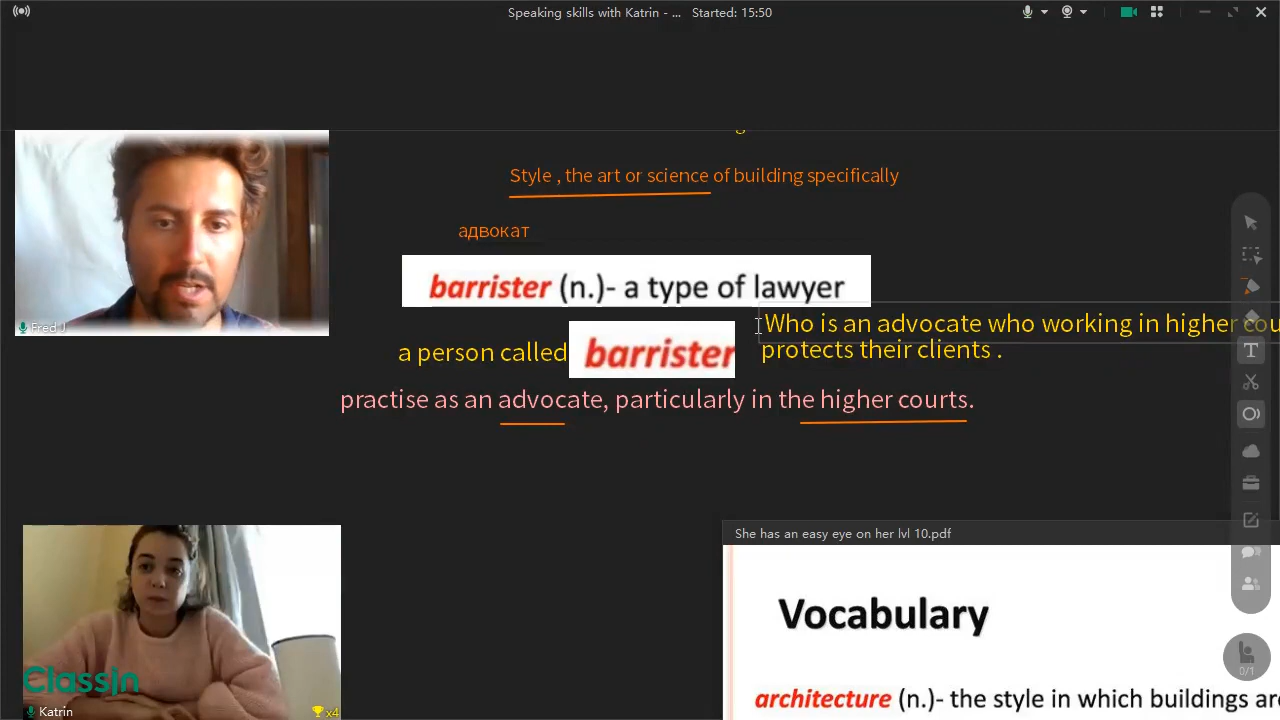 Speaking skills with Katrin - ... Started: 15:50
Style , the art or science of building specifically
адвокат
barrister (n.)- a type of lawyer
Who is an advocate who working in higher cou
a person called barrister protects their clients .
practise as an advocate, particularly in the higher courts.
Fred J
She has an easy eye on her lvl 10.pdf
Vocabulary
architecture (n.)- the style in which buildings are
ClassIn
Katrin
x4
0/1